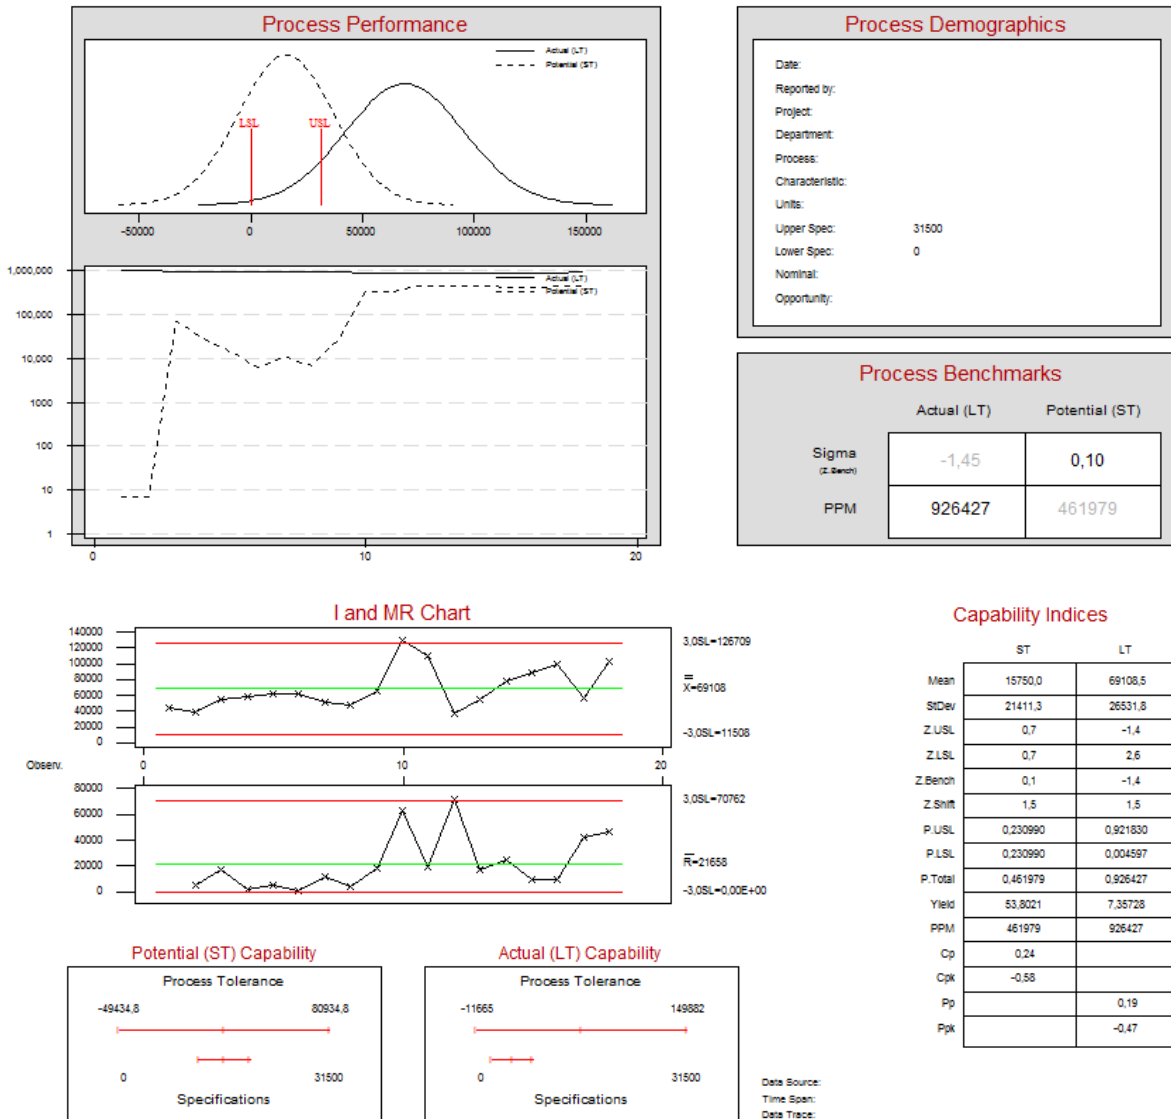 Process Performance
Actual (LT)
Potential (ST)
LSL
USL
-50000 0 50000 100000 150000
Actual (LT)
Potential (ST)
1,000,000
100,000
10,000
1000
100
10
1
0 10 20
Process Demographics
Date:
Reported by:
Project:
Department:
Process:
Characteristic:
Units:
Upper Spec: 31500
Lower Spec: 0
Nominal:
Opportunity:
Process Benchmarks
Actual (LT) Potential (ST)
Sigma -1,45 0,10
(Z.Bench)
PPM 926427 461979
I and MR Chart
140000
120000
100000
80000
60000
40000
20000
0
3,0SL=126709
X=69108
-3,0SL=11508
Observ. 0 10 20
80000
60000
40000
20000
0
3,0SL=70762
R=21658
-3,0SL=0,00E+00
Capability Indices
ST LT
Mean 15750,0 69108,5
StDev 21411,3 26531,8
Z.USL 0,7 -1,4
Z.LSL 0,7 2,6
Z.Bench 0,1 -1,4
Z.Shift 1,5 1,5
P.USL 0,230990 0,921830
P.LSL 0,230990 0,004597
P.Total 0,461979 0,926427
Yield 53,8021 7,35728
PPM 461979 926427
Cp 0,24
Cpk -0,58
Pp 0,19
Ppk -0,47
Potential (ST) Capability
Process Tolerance
-49434,8 80934,8
0 31500
Specifications
Actual (LT) Capability
Process Tolerance
-11665 149882
0 31500
Specifications
Data Source:
Time Span:
Data Trace: